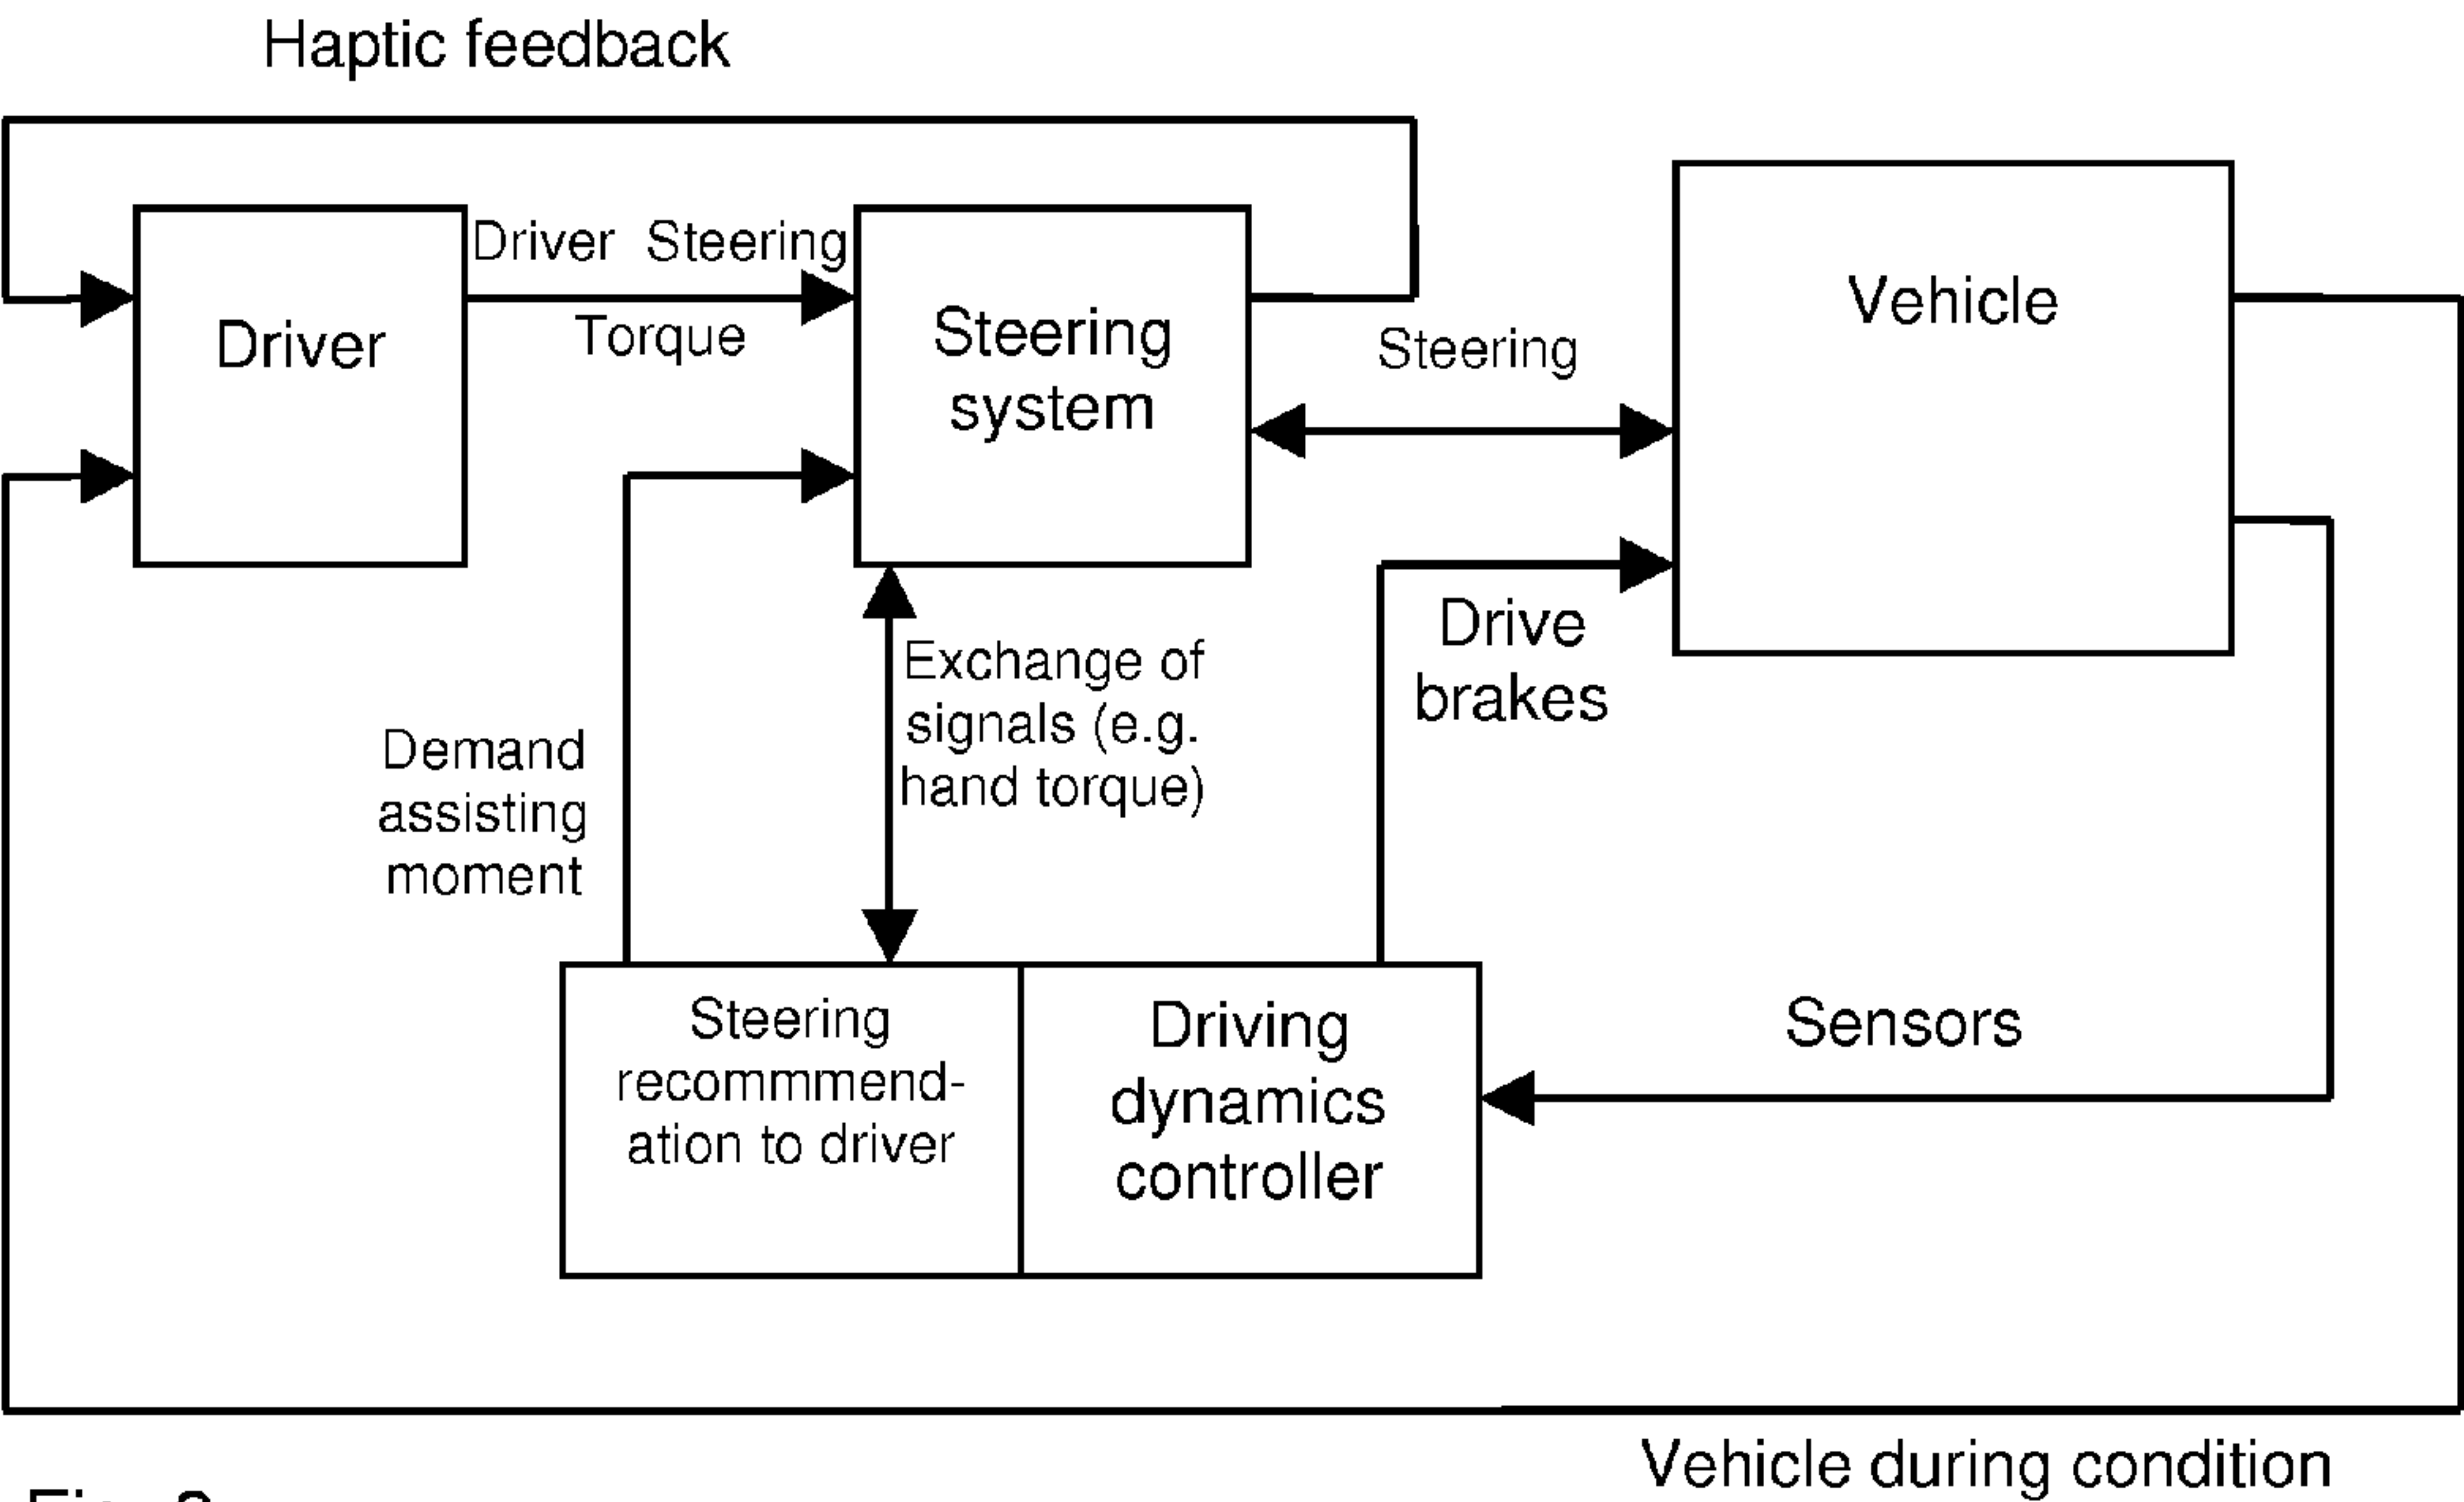 Haptic feedback
Driver
Driver Steering
Torque
Steering
system
Steering
Vehicle
Drive
brakes
Exchange of
signals (e.g.
hand torque)
Demand
assisting
moment
Steering
recommmend-
ation to driver
Driving
dynamics
controller
Sensors
Vehicle during condition